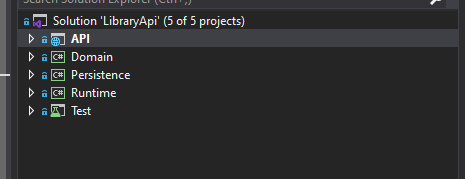 Search Solution Explorer (Ctrl+;)
Solution 'LibraryApi' (5 of 5 projects)
API
C# Domain
C# Persistence
C# Runtime
Test